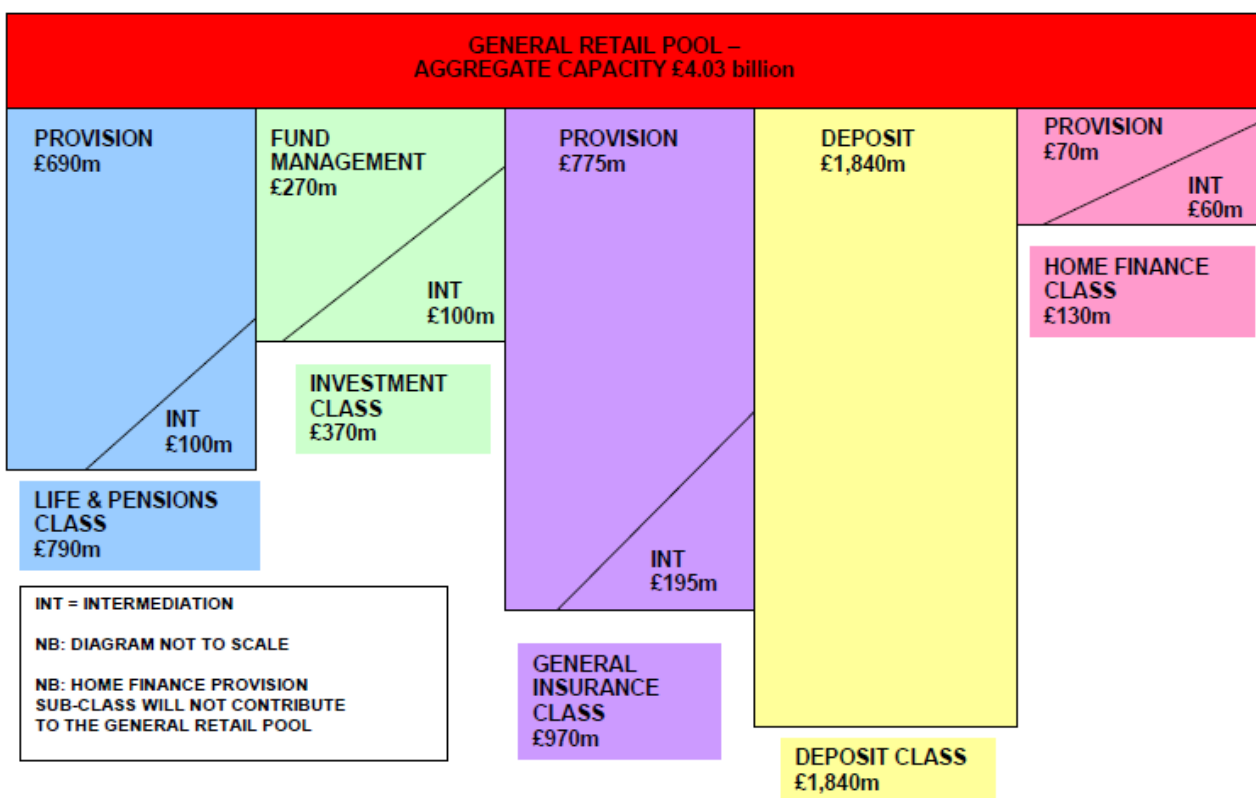 GENERAL RETAIL POOL –
AGGREGATE CAPACITY £4.03 billion
PROVISION
£690m
INT
£100m
LIFE & PENSIONS
CLASS
£790m
FUND
MANAGEMENT
£270m
INT
£100m
INVESTMENT
CLASS
£370m
PROVISION
£775m
INT
£195m
GENERAL
INSURANCE
CLASS
£970m
DEPOSIT
£1,840m
DEPOSIT CLASS
£1,840m
PROVISION
£70m
INT
£60m
HOME FINANCE
CLASS
£130m
INT = INTERMEDIATION
NB: DIAGRAM NOT TO SCALE
NB: HOME FINANCE PROVISION
SUB-CLASS WILL NOT CONTRIBUTE
TO THE GENERAL RETAIL POOL